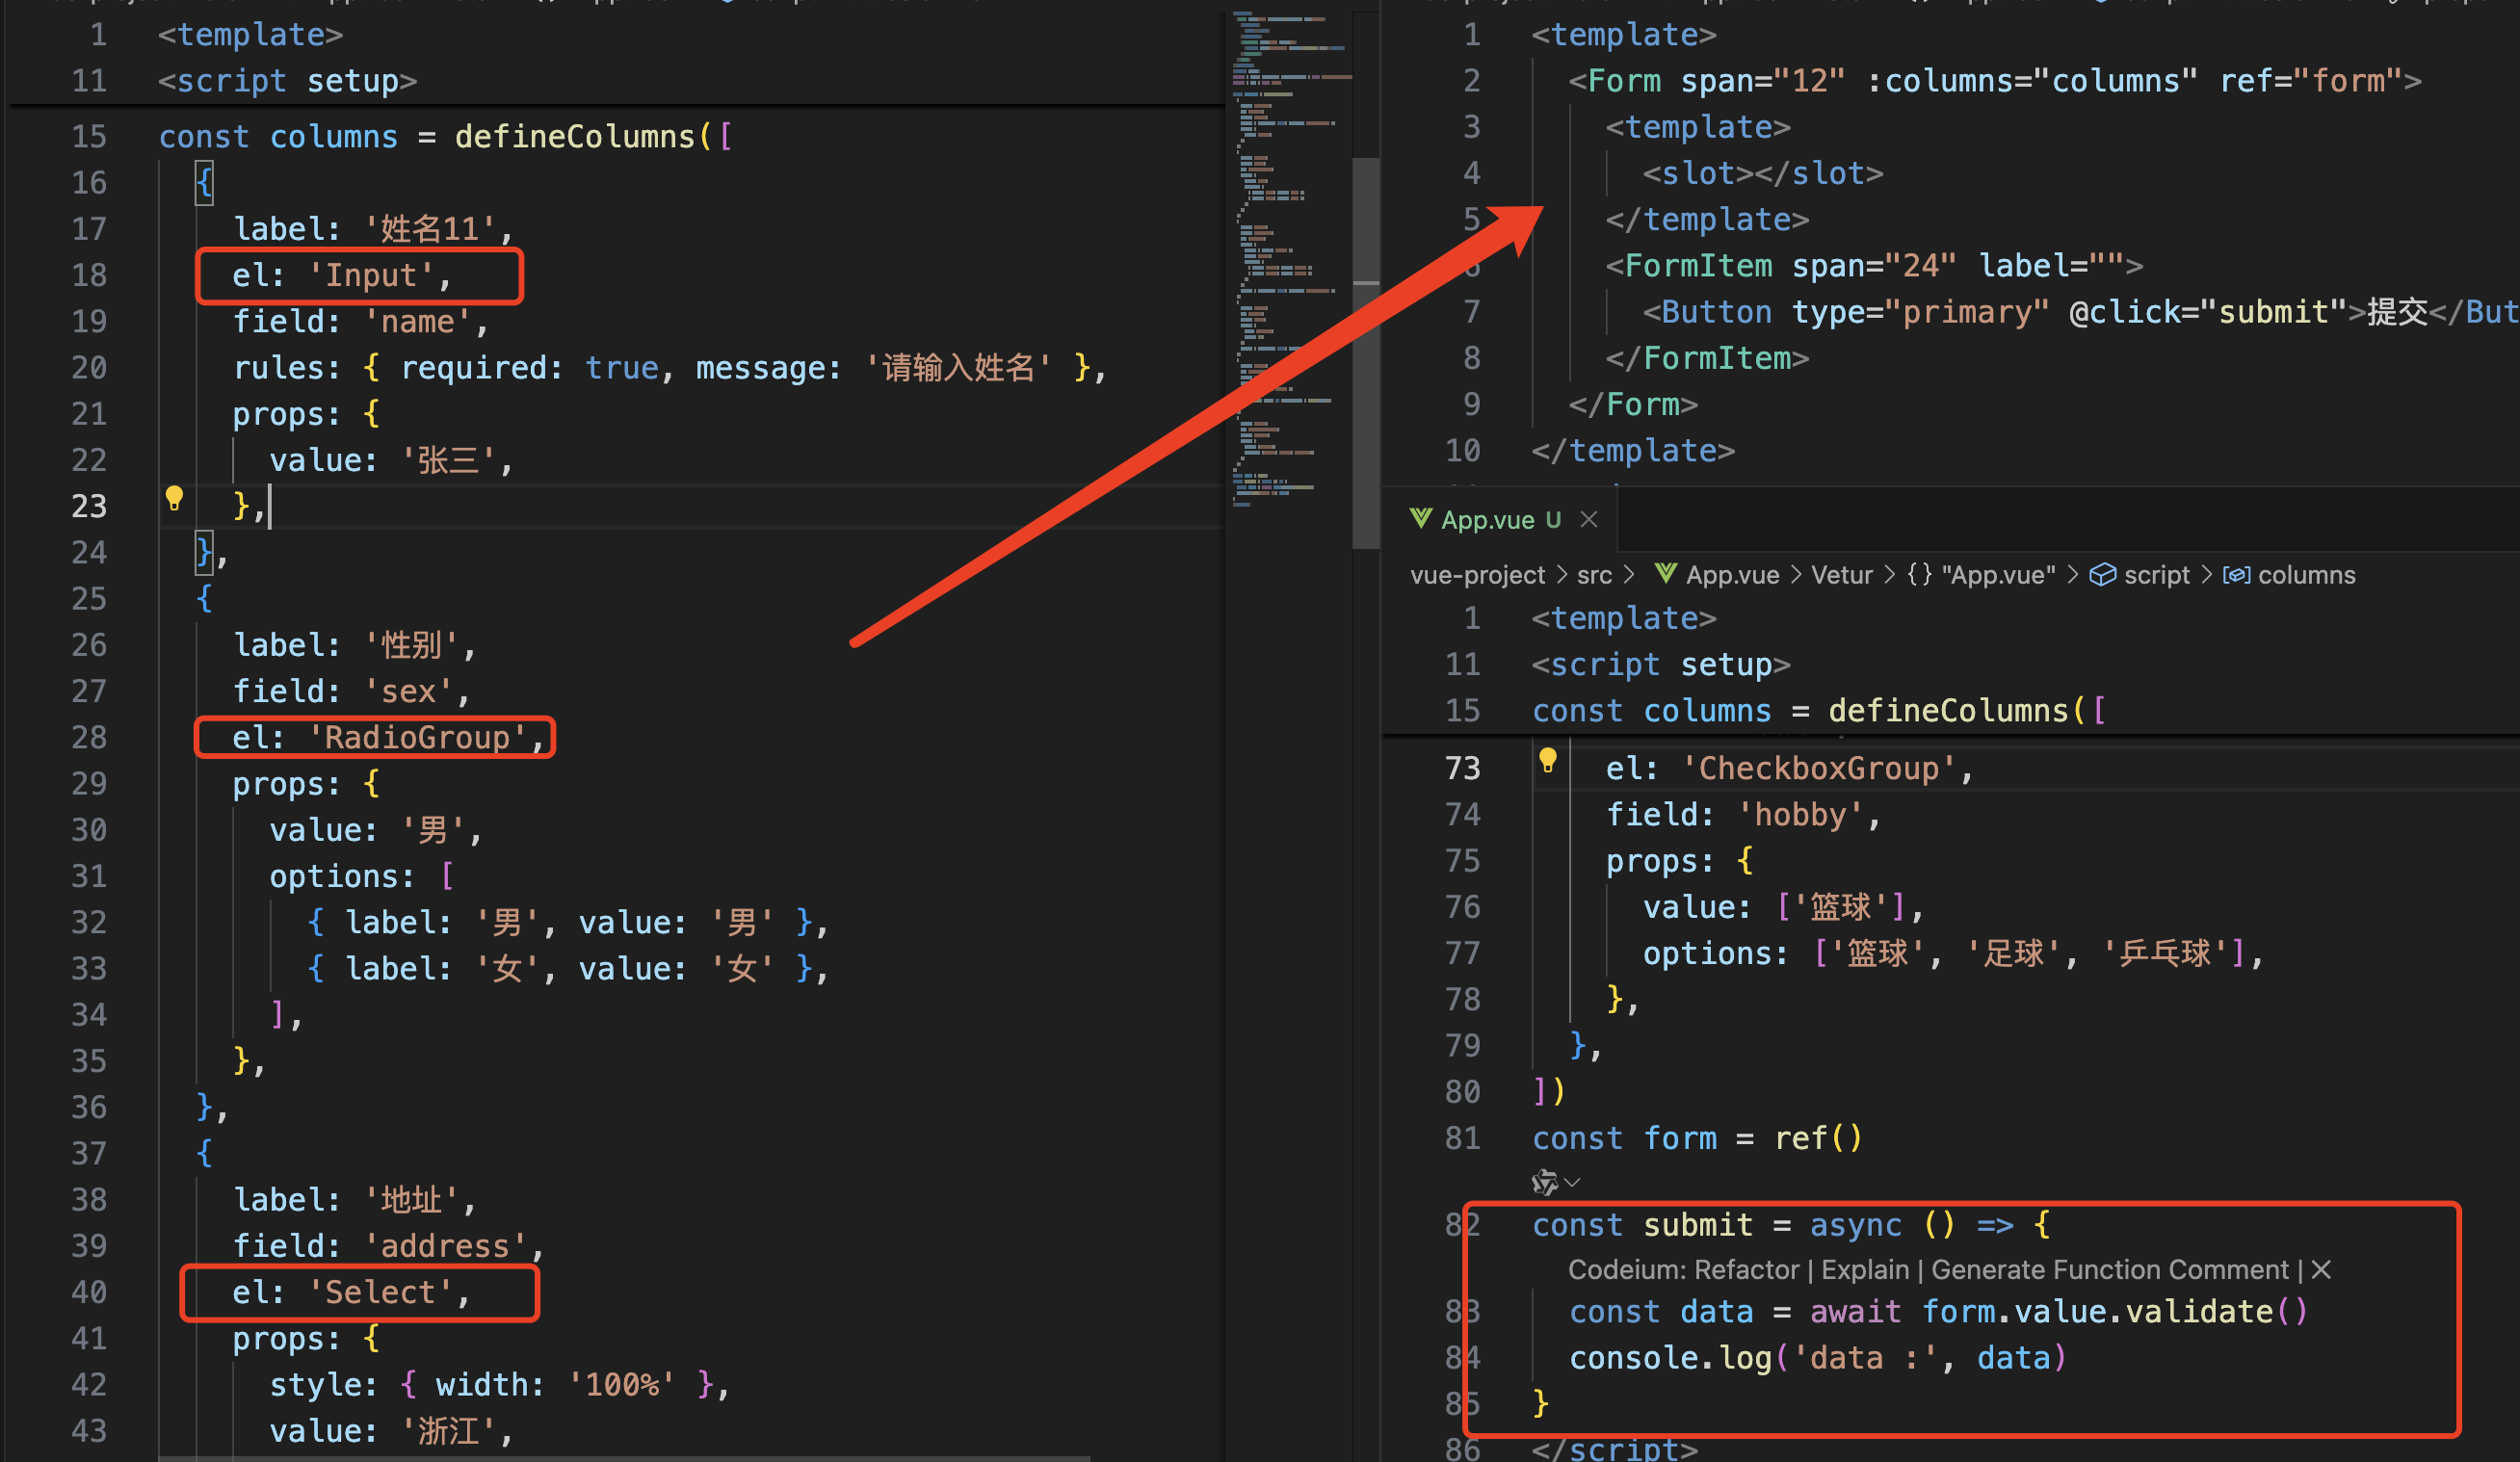 1 <template>
11 <script setup>
15 const columns = defineColumns([
16 {
17 label: '姓名11',
18 el: 'Input',
19 field: 'name',
20 rules: { required: true, message: '请输入姓名' },
21 props: {
22 value: '张三',
23 },
24 },
25 {
26 label: '性别',
27 field: 'sex',
28 el: 'RadioGroup',
29 props: {
30 value: '男',
31 options: [
32 { label: '男', value: '男' },
33 { label: '女', value: '女' },
34 ],
35 },
36 },
37 {
38 label: '地址',
39 field: 'address',
40 el: 'Select',
41 props: {
42 style: { width: '100%' },
43 value: '浙江',
1 <template>
2 <Form span="12" :columns="columns" ref="form">
3 <template>
4 <slot></slot>
5 </template>
6 <FormItem span="24" label="">
7 <Button type="primary" @click="submit">提交</But
8 </FormItem>
9 </Form>
10 </template>
App.vue U
vue-project > src > App.vue > Vetur > {} "App.vue" > script > columns
1 <template>
11 <script setup>
15 const columns = defineColumns([
73 el: 'CheckboxGroup',
74 field: 'hobby',
75 props: {
76 value: ['篮球'],
77 options: ['篮球', '足球', '乒乓球'],
78 },
79 },
80 ])
81 const form = ref()
82 const submit = async () => {
Codeium: Refactor | Explain | Generate Function Comment | ×
83 const data = await form.value.validate()
84 console.log('data :', data)
85 }
86 </script>